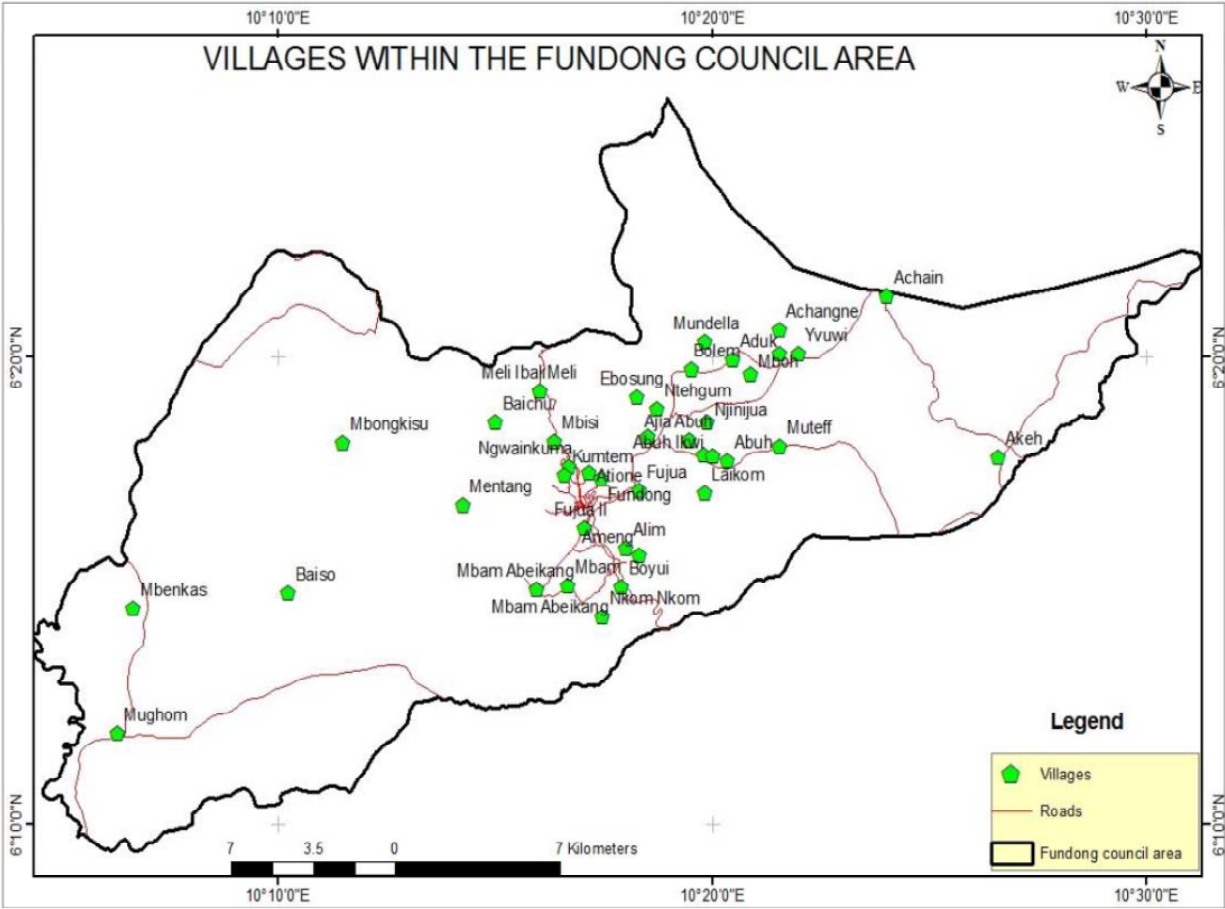 10°10'0"E
10°20'0"E
10°30'0"E
VILLAGES WITHIN THE FUNDONG COUNCIL AREA
N
W
E
S
Achain
Achangne
Mundella
Aduk
Yvuwi
6°20'0"N
6°20'0"N
Bolem
Mboh
Meli Ibal Meli
Ebosung
Ntehgum
Baichu
Njinijua
Mbongkisu
Mbisi
Ajia Abuh
Muteff
Ngwainkuma
Abuh Ikwi
Abuh
Akeh
Kumtem
Atione
Fujua
Laikom
Mentang
Fundong
Fujua II
Ameng
Alim
Mbam Abeikang
Mbam
Boyui
Baiso
Mbenkas
Mbam Abeikang
Nkom Nkom
Mughom
Legend
Villages
Roads
Fundong council area
6°10'0"N
6°10'0"N
7
3.5
0
7 Kilometers
10°10'0"E
10°20'0"E
10°30'0"E